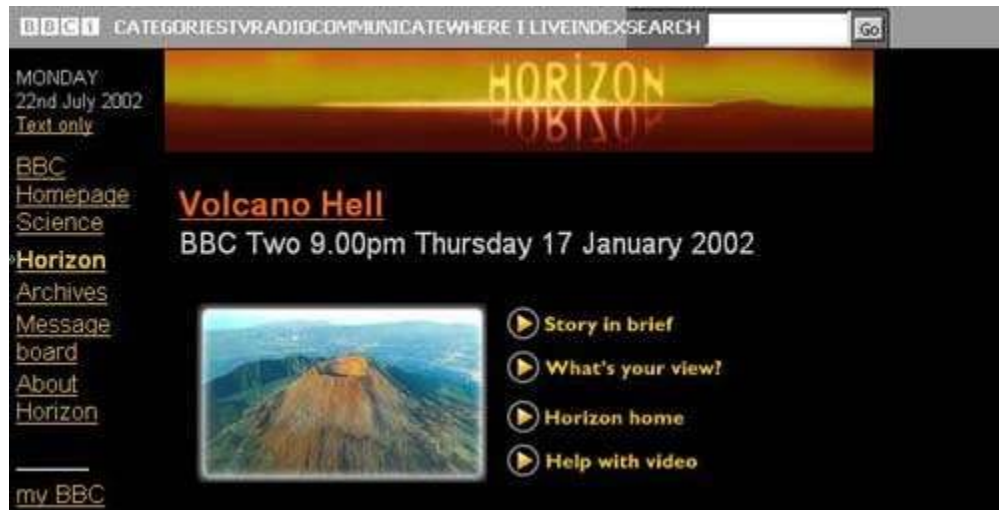 BBCi CATEGORIES TV RADIO COMMUNICATE WHERE I LIVE INDEX SEARCH Go
MONDAY
22nd July 2002
Text only
HORIZON
BBC
Homepage
Science
Horizon
Archives
Message
board
About
Horizon
my BBC
Volcano Hell
BBC Two 9.00pm Thursday 17 January 2002
Story in brief
What's your view?
Horizon home
Help with video